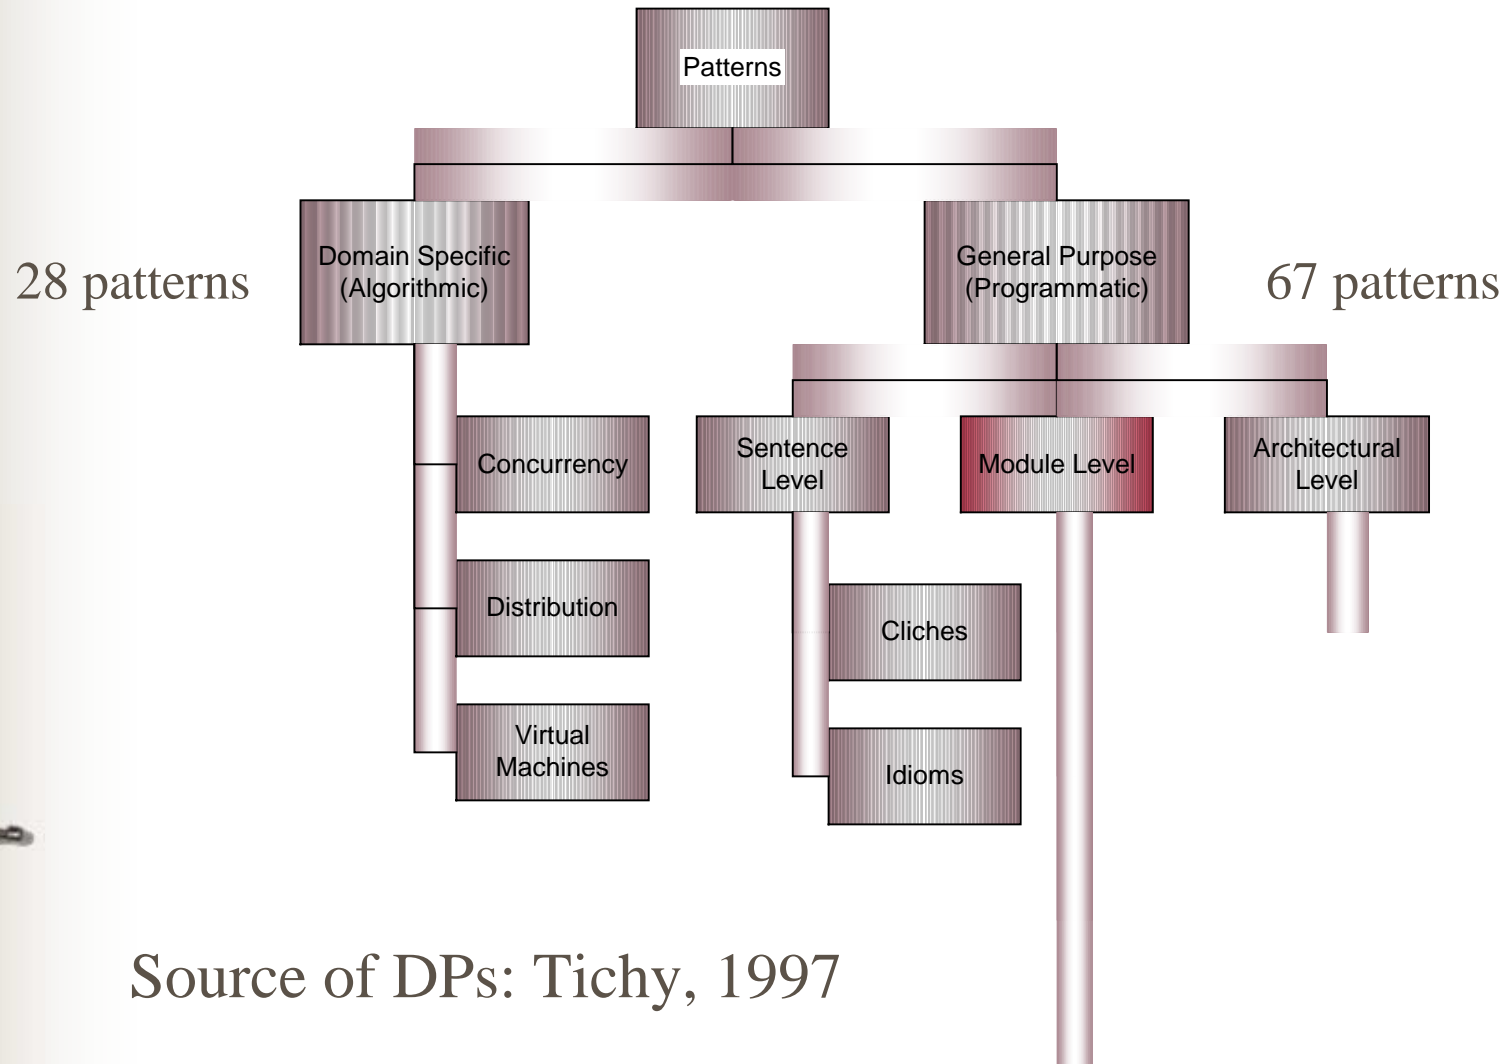 Patterns
28 patterns
Domain Specific
(Algorithmic)
General Purpose
(Programmatic)
67 patterns
Concurrency
Sentence
Level
Module Level
Architectural
Level
Distribution
Cliches
Virtual
Machines
Idioms
Source of DPs: Tichy, 1997